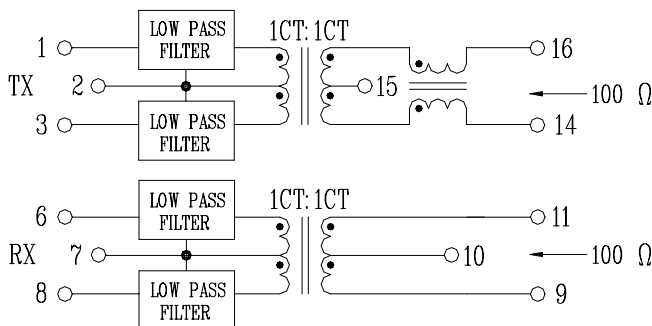 LOW PASS
FILTER
1CT:1CT
1
16
TX
2
15
100 Ω
3
LOW PASS
FILTER
14
LOW PASS
FILTER
1CT:1CT
6
11
RX
7
10
100 Ω
8
LOW PASS
FILTER
9